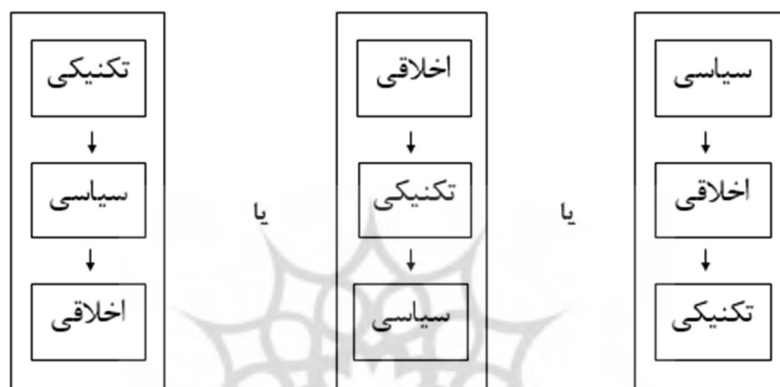 سیاسی
اخلاقی
تکنیکی
یا
اخلاقی
تکنیکی
سیاسی
یا
تکنیکی
سیاسی
اخلاقی